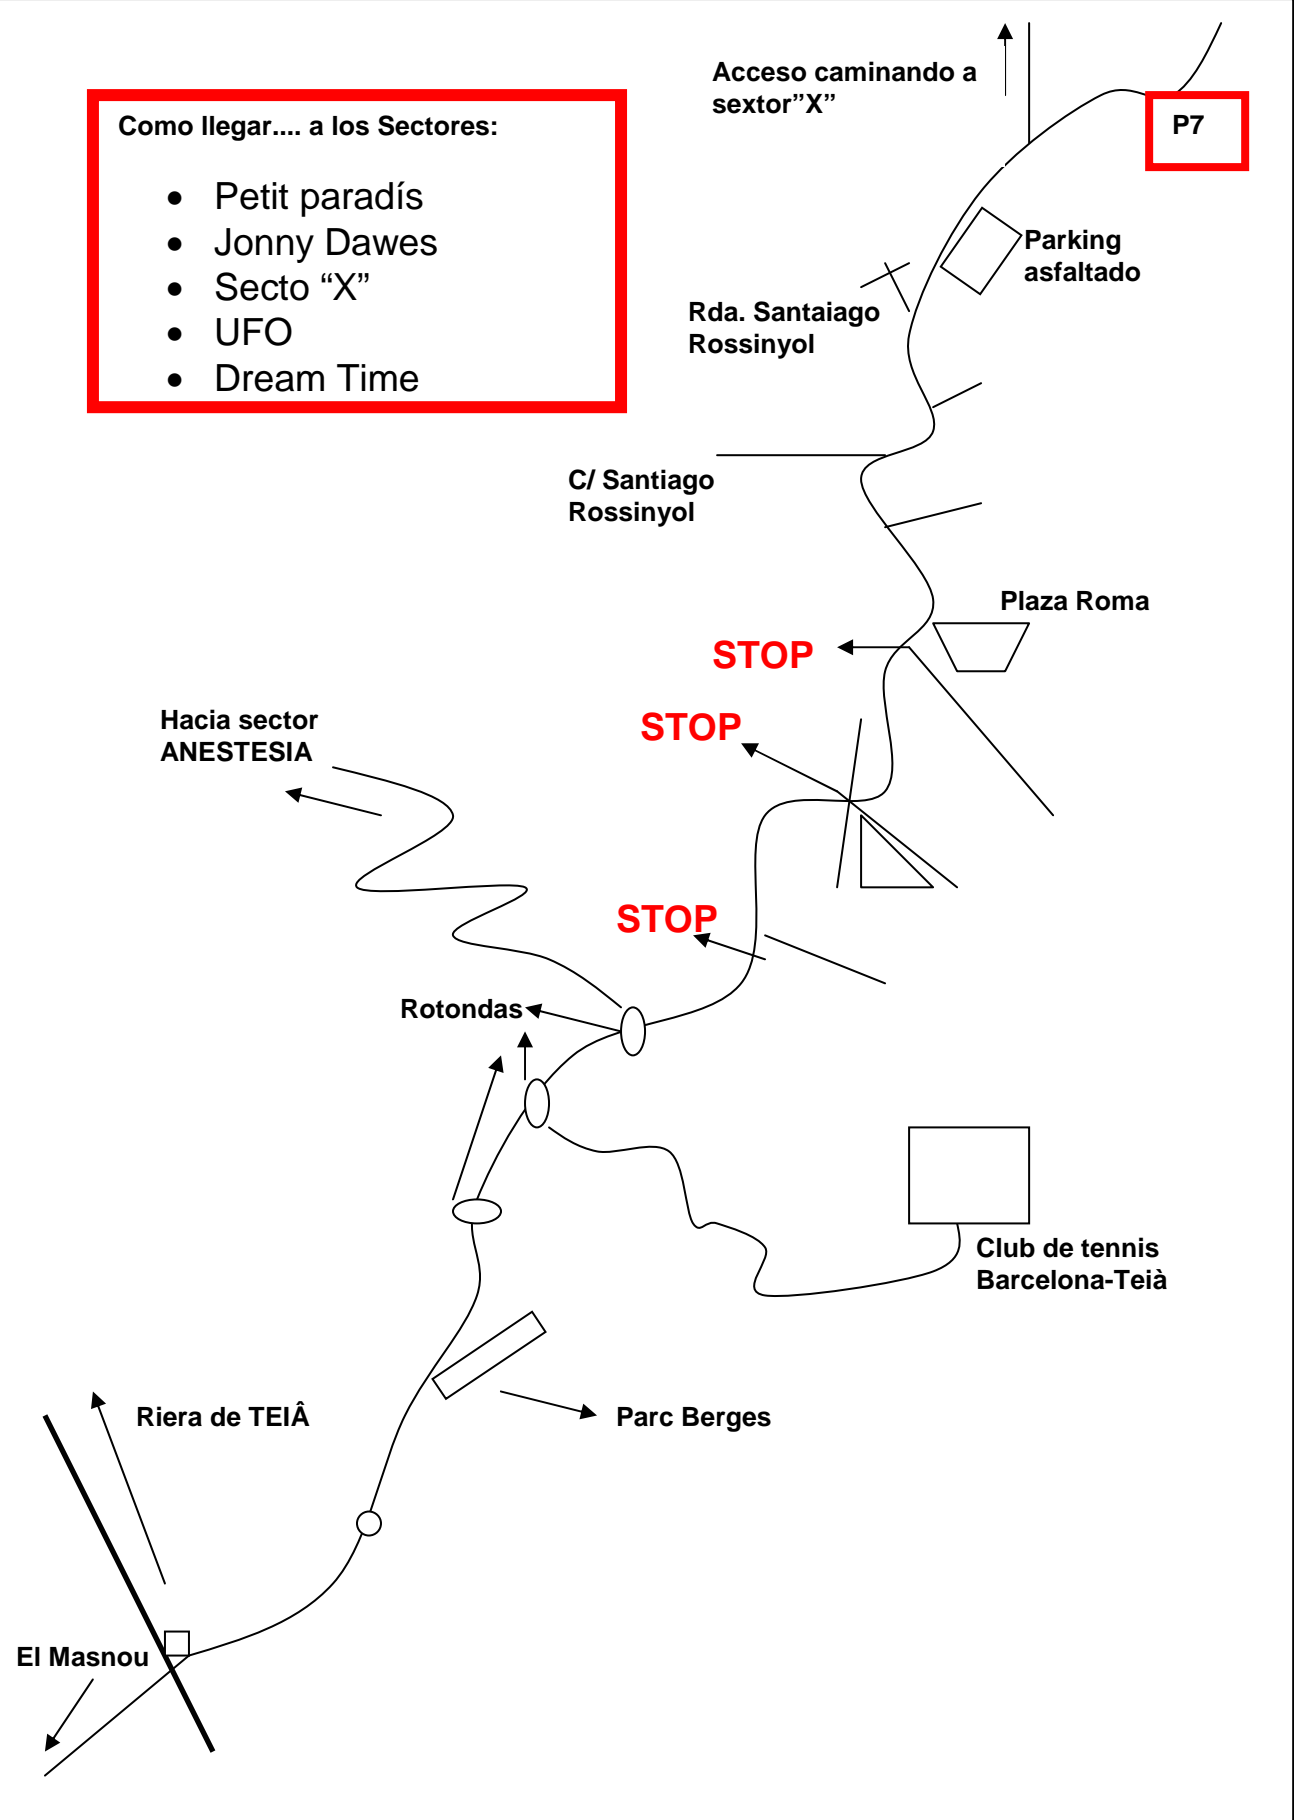 Acceso caminando a
sextor”X”
P7
Como llegar.... a los Sectores:
• Petit paradís
• Jonny Dawes
• Secto “X”
• UFO
• Dream Time
Parking
asfaltado
Rda. Santaiago
Rossinyol
C/ Santiago
Rossinyol
Plaza Roma
STOP
STOP
Hacia sector
ANESTESIA
STOP
Rotondas
Club de tennis
Barcelona-Teià
Riera de TEIÂ
Parc Berges
El Masnou